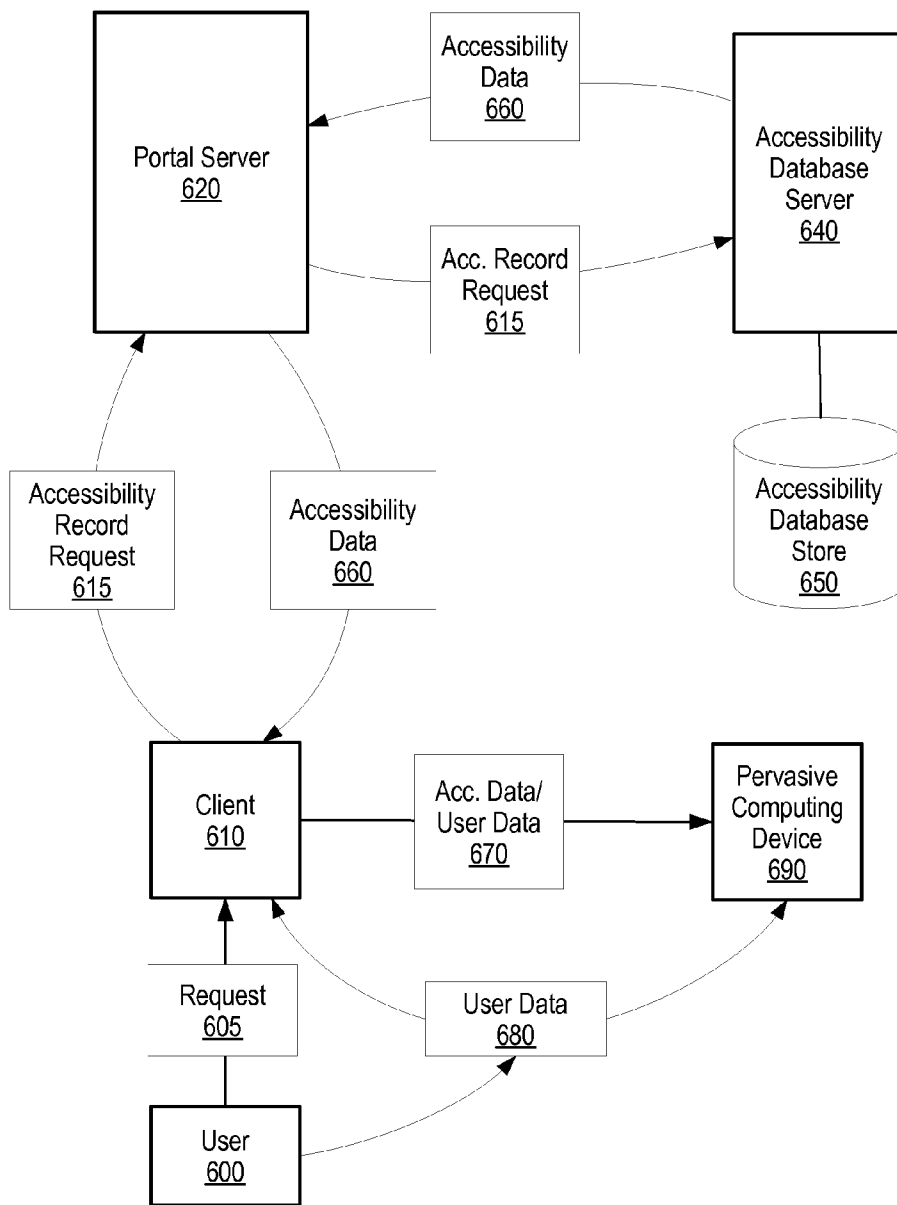 Accessibility
Data
660
Portal Server
620
Accessibility
Database
Server
640
Acc. Record
Request
615
Accessibility
Record
Request
615
Accessibility
Data
660
Accessibility
Database
Store
650
Client
610
Acc. Data/
User Data
670
Pervasive
Computing
Device
690
Request
605
User Data
680
User
600